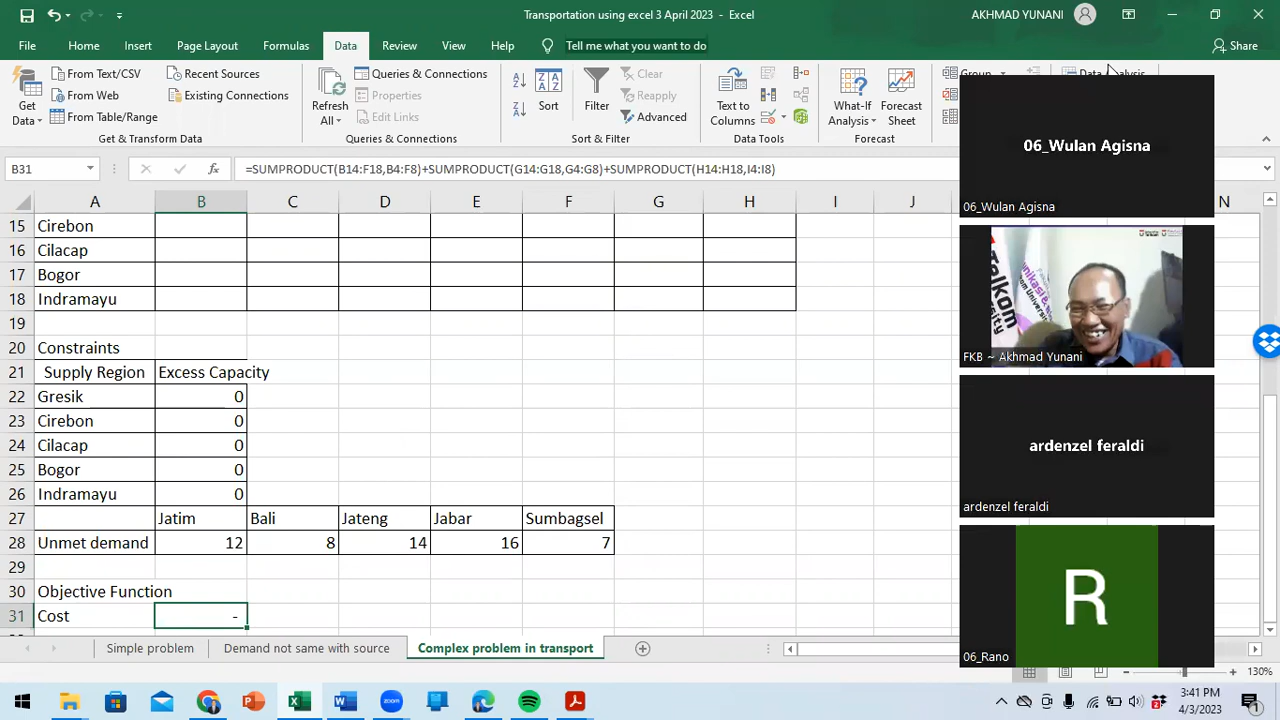 Transportation using excel 3 April 2023 - Excel
AKHMAD YUNANI
File Home Insert Page Layout Formulas Data Review View Help Tell me what you want to do Share
From Text/CSV
From Web
From Table/Range
Recent Sources
Existing Connections
Get Data
Get & Transform Data
Refresh All
Queries & Connections
Properties
Edit Links
Queries & Connections
Sort
Filter
Clear
Reapply
Advanced
Sort & Filter
Text to Columns
Data Tools
What-If Analysis
Forecast Sheet
Forecast
Group
Data Analysis
B31 fx =SUMPRODUCT(B14:F18,B4:F8)+SUMPRODUCT(G14:G18,G4:G8)+SUMPRODUCT(H14:H18,I4:I8)
A B C D E F G H I J N
15 Cirebon
16 Cilacap
17 Bogor
18 Indramayu
19
20 Constraints
21 Supply Region Excess Capacity
22 Gresik 0
23 Cirebon 0
24 Cilacap 0
25 Bogor 0
26 Indramayu 0
27 Jatim Bali Jateng Jabar Sumbagsel
28 Unmet demand 12 8 14 16 7
29
30 Objective Function
31 Cost -
Simple problem Demand not same with source Complex problem in transport
130%
06_Wulan Agisna
06_Wulan Agisna
FKB ~ Akhmad Yunani
ardenzel feraldi
ardenzel feraldi
R
06_Rano
3:41 PM
4/3/2023